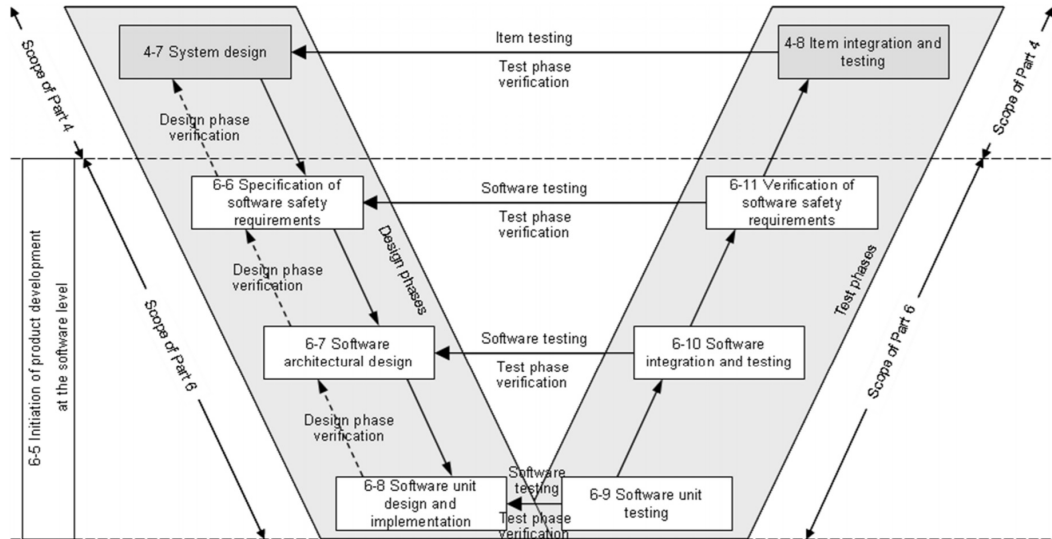 Scope of Part 4
4-7 System design
Item testing
Test phase
verification
4-8 Item integration and
testing
Scope of Part 4
Design phase
verification
6-6 Specification of
software safety
requirements
Software testing
Test phase
verification
6-11 Verification of
software safety
requirements
Design phase
verification
Design phases
Test phases
6-5 Initiation of product development
at the software level
Scope of Part 6
6-7 Software
architectural design
Software testing
Test phase
verification
6-10 Software
integration and testing
Scope of Part 6
Design phase
verification
6-8 Software unit
design and
implementation
Software
testing
Test phase
verification
6-9 Software unit
testing